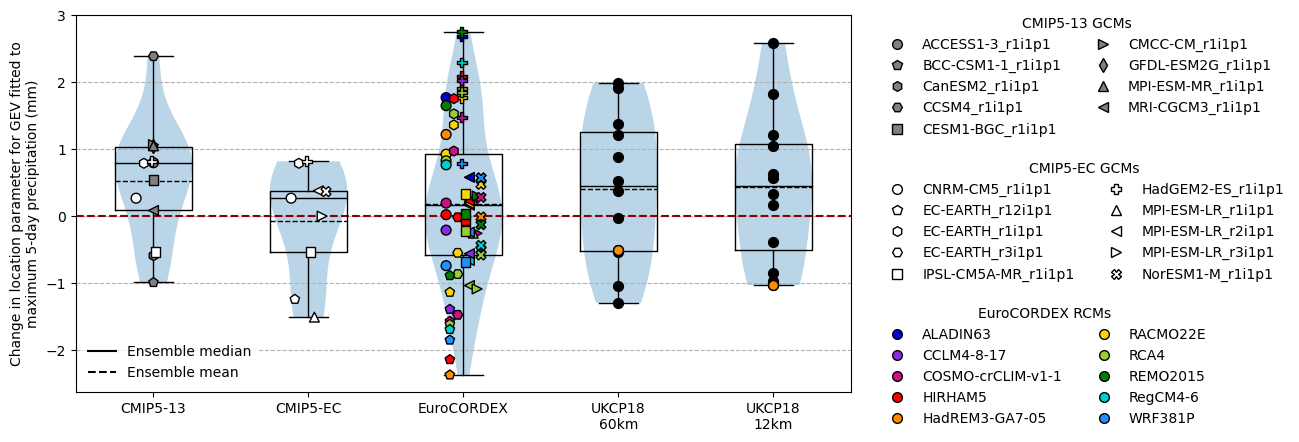 Change in location parameter for GEV fitted to
maximum 5-day precipitation (mm)
3
2
1
0
−1
−2
Ensemble median
Ensemble mean
CMIP5-13
CMIP5-EC
EuroCORDEX
UKCP18
60km
UKCP18
12km
CMIP5-13 GCMs
ACCESS1-3_r1i1p1
BCC-CSM1-1_r1i1p1
CanESM2_r1i1p1
CCSM4_r1i1p1
CESM1-BGC_r1i1p1
CMCC-CM_r1i1p1
GFDL-ESM2G_r1i1p1
MPI-ESM-MR_r1i1p1
MRI-CGCM3_r1i1p1
CMIP5-EC GCMs
CNRM-CM5_r1i1p1
EC-EARTH_r12i1p1
EC-EARTH_r1i1p1
EC-EARTH_r3i1p1
IPSL-CM5A-MR_r1i1p1
HadGEM2-ES_r1i1p1
MPI-ESM-LR_r1i1p1
MPI-ESM-LR_r2i1p1
MPI-ESM-LR_r3i1p1
NorESM1-M_r1i1p1
EuroCORDEX RCMs
ALADIN63
CCLM4-8-17
COSMO-crCLIM-v1-1
HIRHAM5
HadREM3-GA7-05
RACMO22E
RCA4
REMO2015
RegCM4-6
WRF381P